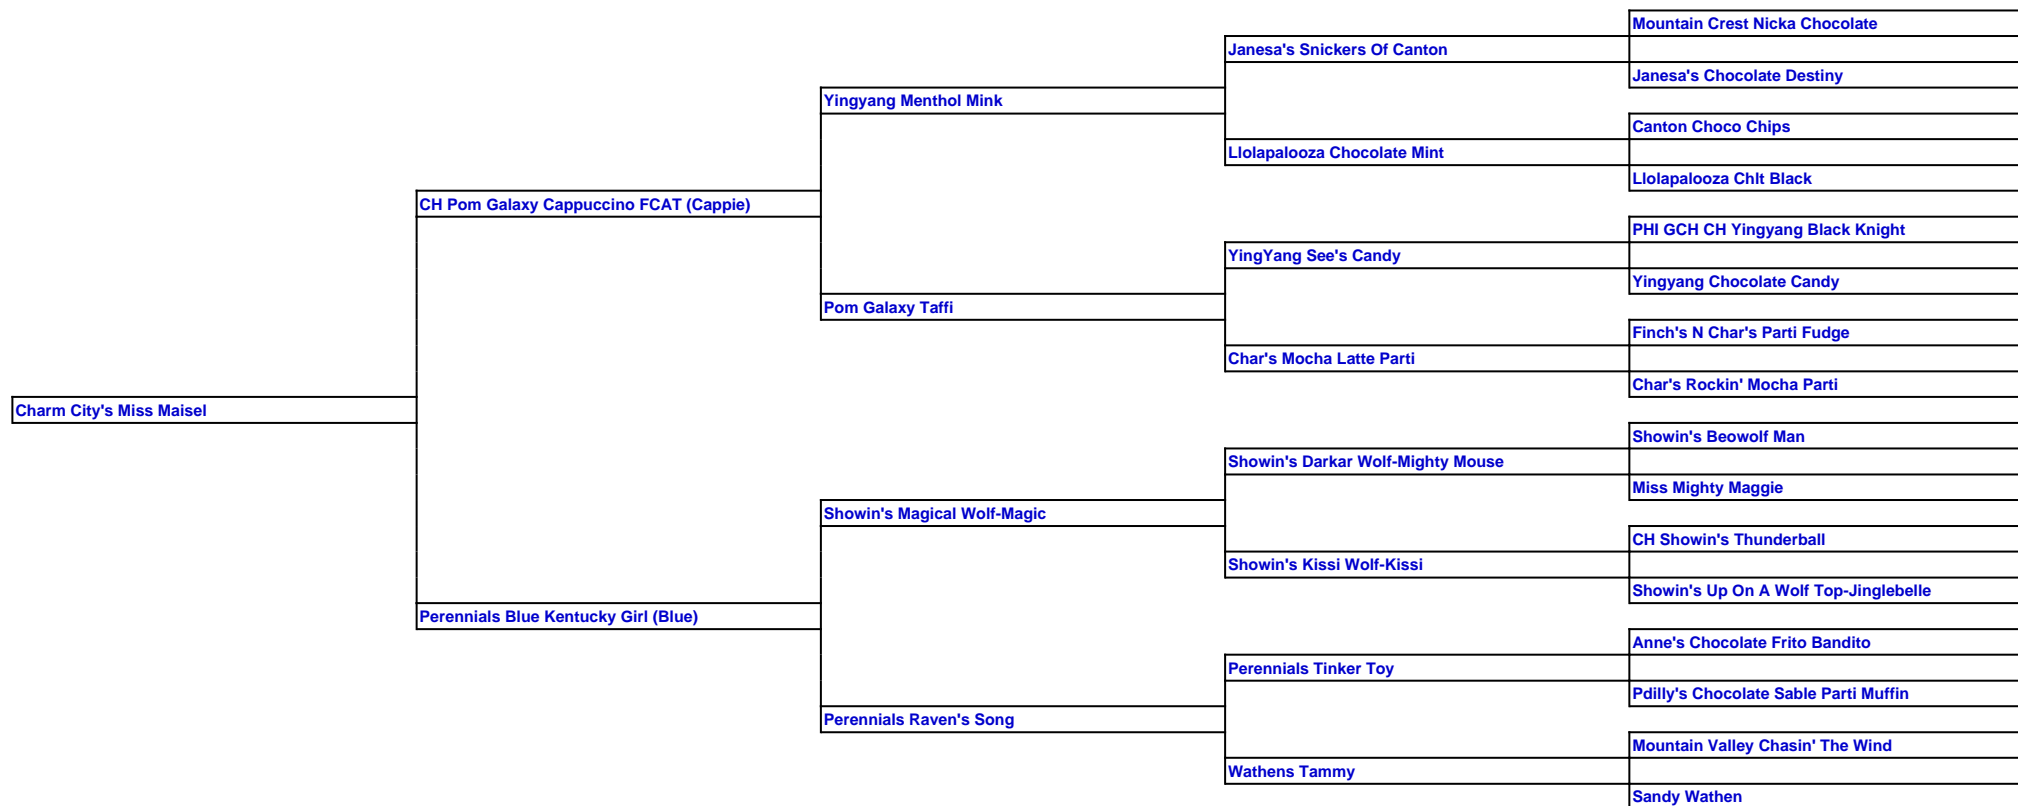 Mountain Crest Nicka Chocolate
Janesa's Snickers Of Canton
Janesa's Chocolate Destiny
Yingyang Menthol Mink
Canton Choco Chips
Llolapalooza Chocolate Mint
Llolapalooza Chlt Black
CH Pom Galaxy Cappuccino FCAT (Cappie)
PHI GCH CH Yingyang Black Knight
YingYang See's Candy
Yingyang Chocolate Candy
Pom Galaxy Taffi
Finch's N Char's Parti Fudge
Char's Mocha Latte Parti
Char's Rockin' Mocha Parti
Charm City's Miss Maisel
Showin's Beowolf Man
Showin's Darkar Wolf-Mighty Mouse
Miss Mighty Maggie
Showin's Magical Wolf-Magic
CH Showin's Thunderball
Showin's Kissi Wolf-Kissi
Showin's Up On A Wolf Top-Jinglebelle
Perennials Blue Kentucky Girl (Blue)
Anne's Chocolate Frito Bandito
Perennials Tinker Toy
Pdilly's Chocolate Sable Parti Muffin
Perennials Raven's Song
Mountain Valley Chasin' The Wind
Wathens Tammy
Sandy Wathen